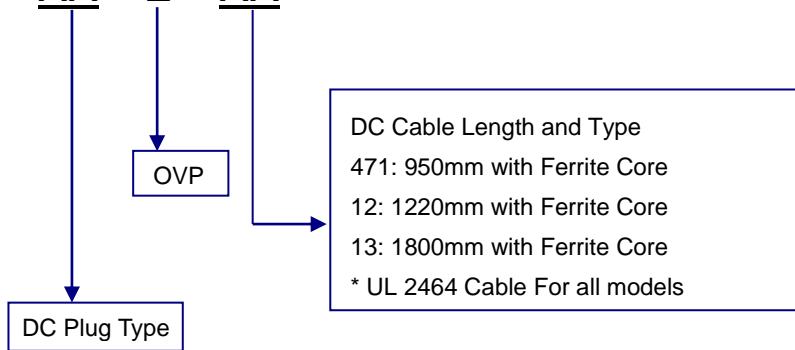 DC Cable Length and Type
471: 950mm with Ferrite Core
OVP
12: 1220mm with Ferrite Core
13: 1800mm with Ferrite Core
* UL 2464 Cable For all models
DC Plug Type